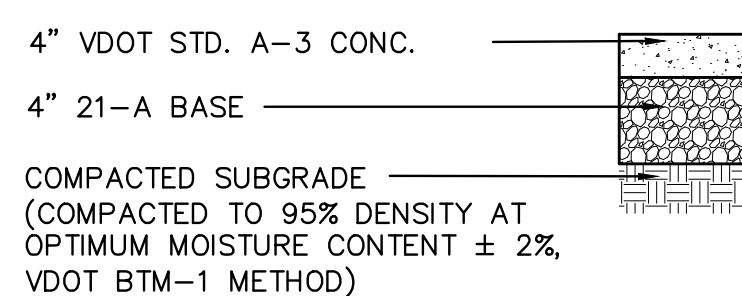 4” VDOT STD. A-3 CONC.
4” 21-A BASE
COMPACTED SUBGRADE
(COMPACTED TO 95% DENSITY AT
OPTIMUM MOISTURE CONTENT ± 2%,
VDOT BTM-1 METHOD)